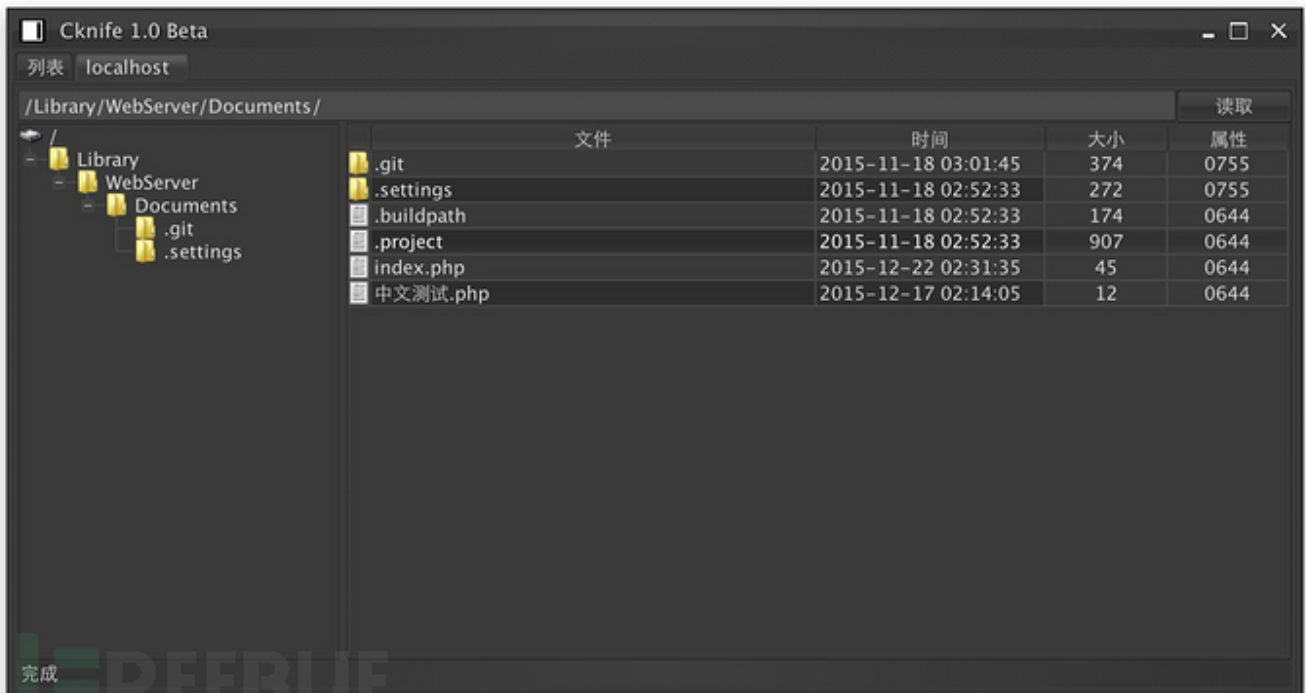 Cknife 1.0 Beta
列表 localhost
/Library/WebServer/Documents/ 读取
/
Library
WebServer
Documents
.git
.settings
文件 时间 大小 属性
.git 2015-11-18 03:01:45 374 0755
.settings 2015-11-18 02:52:33 272 0755
.buildpath 2015-11-18 02:52:33 174 0644
.project 2015-11-18 02:52:33 907 0644
index.php 2015-12-22 02:31:35 45 0644
中文测试.php 2015-12-17 02:14:05 12 0644
完成